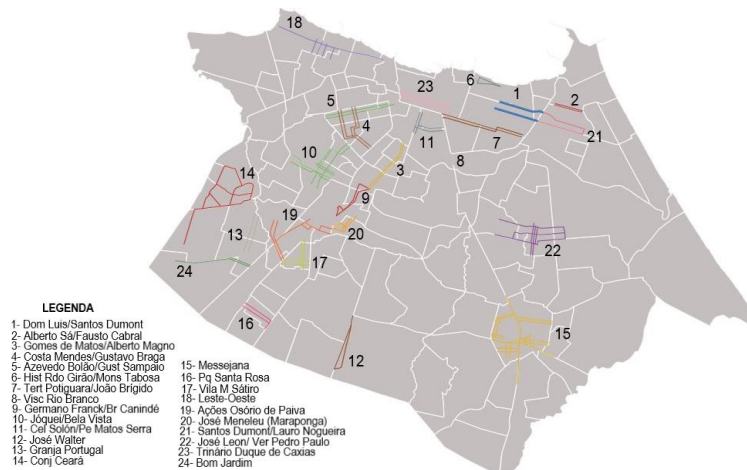 18
23
6
1
2
5
4
21
11
7
10
8
3
14
9
19
20
13
22
17
24
16
15
12
LEGENDA
1- Dom Luis/Santos Dumont
2- Alberto Sá/Fausto Cabral
3- Gomes de Matos/Alberto Magno
4- Costa Mendes/Gustavo Braga
5- Azevedo Bolão/Gust Sampaio
6- Hist Rdo Girão/Mons Tabosa
7- Tert Potiguara/João Brígido
8- Visc Rio Branco
9- Germano Franck/Br Canindé
10- Jóquei/Bela Vista
11- Cel Solón/Pe Matos Serra
12- José Walter
13- Granja Portugal
14- Conj Ceará
15- Messejana
16- Pq Santa Rosa
17- Vila M Sátiro
18- Leste-Oeste
19- Ações Osório de Paiva
20- José Meneleu (Maraponga)
21- Santos Dumont/Lauro Nogueira
22- José Leon/ Ver Pedro Paulo
23- Trinário Duque de Caxias
24- Bom Jardim